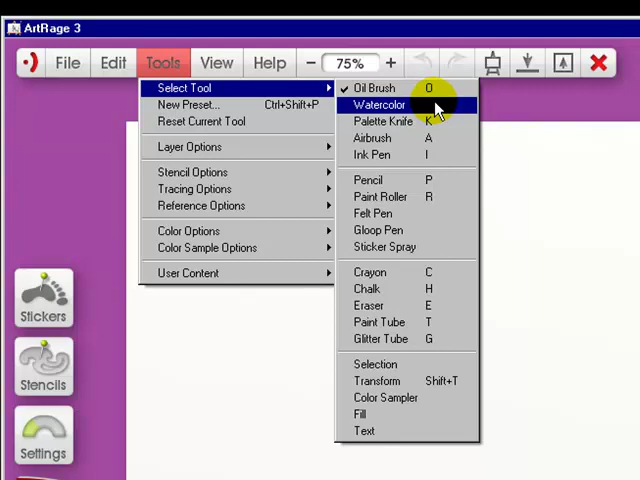 ArtRage 3
File Edit Tools View Help − 75% +
Select Tool
New Preset... Ctrl+Shift+P
Reset Current Tool
Layer Options
Stencil Options
Tracing Options
Reference Options
Color Options
Color Sample Options
User Content
Oil Brush O
Watercolor
Palette Knife K
Airbrush A
Ink Pen I
Pencil P
Paint Roller R
Felt Pen
Gloop Pen
Sticker Spray
Crayon C
Chalk H
Eraser E
Paint Tube T
Glitter Tube G
Selection
Transform Shift+T
Color Sampler
Fill
Text
Stickers
Stencils
Settings